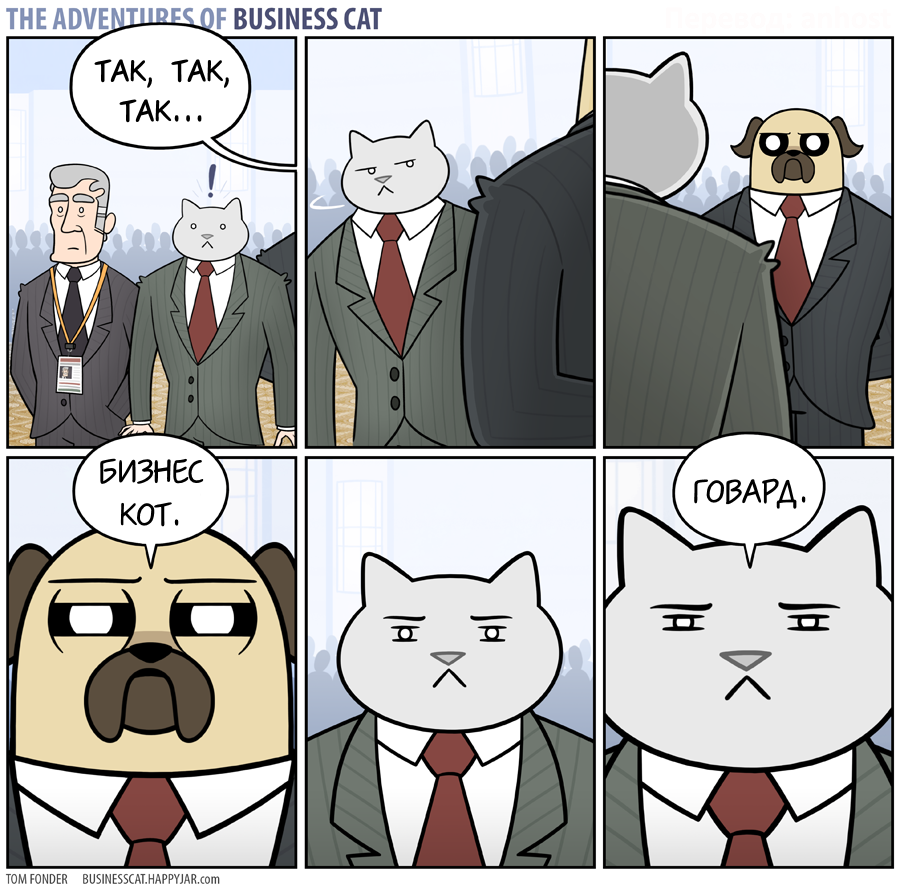 THE ADVENTURES OF BUSINESS CAT
ТАК, ТАК,
ТАК...
!
БИЗНЕС
КОТ.
ГОВАРД.
TOM FONDER BUSINESSCAT.HAPPYJAR.com